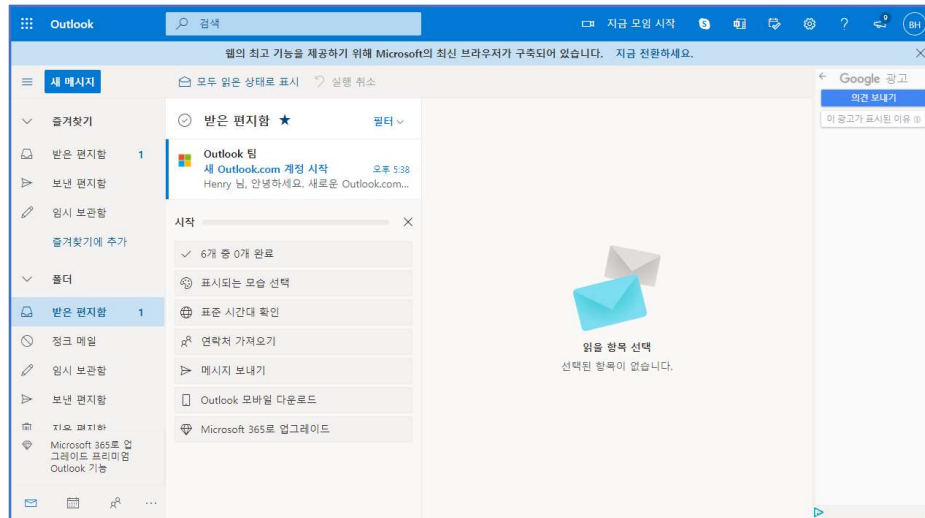 Outlook
검색
지금 모임 시작
9
BH
웹의 최고 기능을 제공하기 위해 Microsoft의 최신 브라우저가 구축되어 있습니다. 지금 전환하세요.
새 메시지
모두 읽은 상태로 표시
실행 취소
즐겨찾기
받은 편지함 1
보낸 편지함
임시 보관함
즐겨찾기에 추가
폴더
받은 편지함 1
정크 메일
임시 보관함
보낸 편지함
지운 편지함
Microsoft 365로 업
그레이드 프리미엄
Outlook 기능
받은 편지함 ★
필터
Outlook 팀
새 Outlook.com 계정 시작 오후 5:38
Henry 님, 안녕하세요. 새로운 Outlook.com...
시작
6개 중 0개 완료
표시되는 모습 선택
표준 시간대 확인
연락처 가져오기
메시지 보내기
Outlook 모바일 다운로드
Microsoft 365로 업그레이드
읽을 항목 선택
선택된 항목이 없습니다.
Google 광고
의견 보내기
이 광고가 표시된 이유